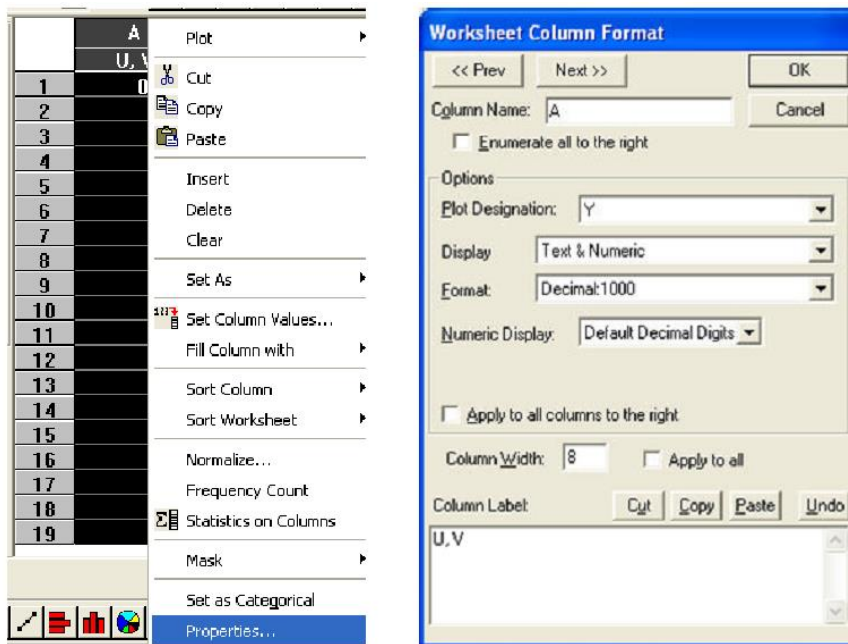 A
U, V
1 0
2
3
4
5
6
7
8
9
10
11
12
13
14
15
16
17
18
19
Plot
Cut
Copy
Paste
Insert
Delete
Clear
Set As
Set Column Values...
Fill Column with
Sort Column
Sort Worksheet
Normalize...
Frequency Count
Statistics on Columns
Mask
Set as Categorical
Properties...
Worksheet Column Format
<< Prev Next >> OK
Column Name: A Cancel
Enumerate all to the right
Options
Plot Designation: Y
Display Text & Numeric
Format: Decimal:1000
Numeric Display: Default Decimal Digits
Apply to all columns to the right
Column Width: 8 Apply to all
Column Label: Cut Copy Paste Undo
U, V